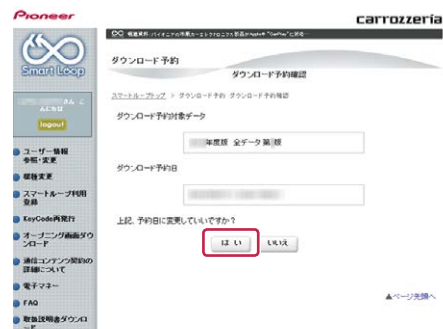 Pioneer
carrozzeria
Smart Loop
さん こ
んにちは
logout
ユーザー情報
参照・変更
機種変更
スマートループ利用
登録
KeyCode再発行
オープニング画面ダウ
ンロード
通信コンテンツ契約の
詳細について
電子マネー
FAQ
取扱説明書ダウンロ
ード
ダウンロード予約
ダウンロード予約確認
スマートループトップ > ダウンロード予約 ダウンロード予約確認
ダウンロード予約対象データ
年度版 全データ 第 版
ダウンロード予約日
上記、予約日に変更していいですか？
はい
いいえ
▲ページ先頭へ